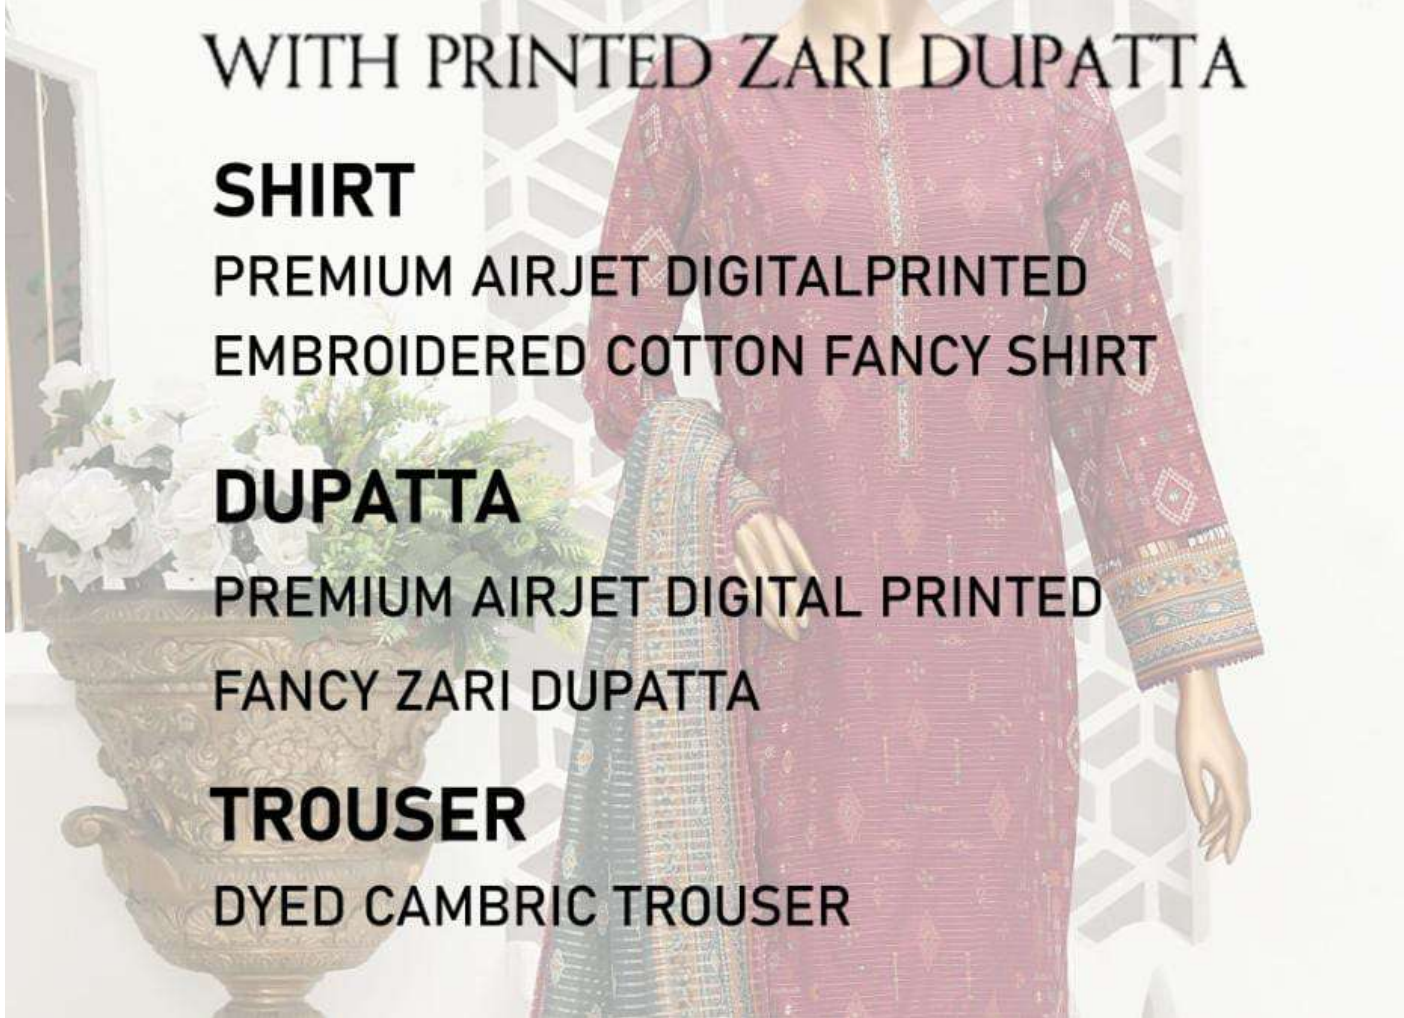 WITH PRINTED ZARI DUPATTA
SHIRT
PREMIUM AIRJET DIGITALPRINTED
EMBROIDERED COTTON FANCY SHIRT
DUPATTA
PREMIUM AIRJET DIGITAL PRINTED
FANCY ZARI DUPATTA
TROUSER
DYED CAMBRIC TROUSER